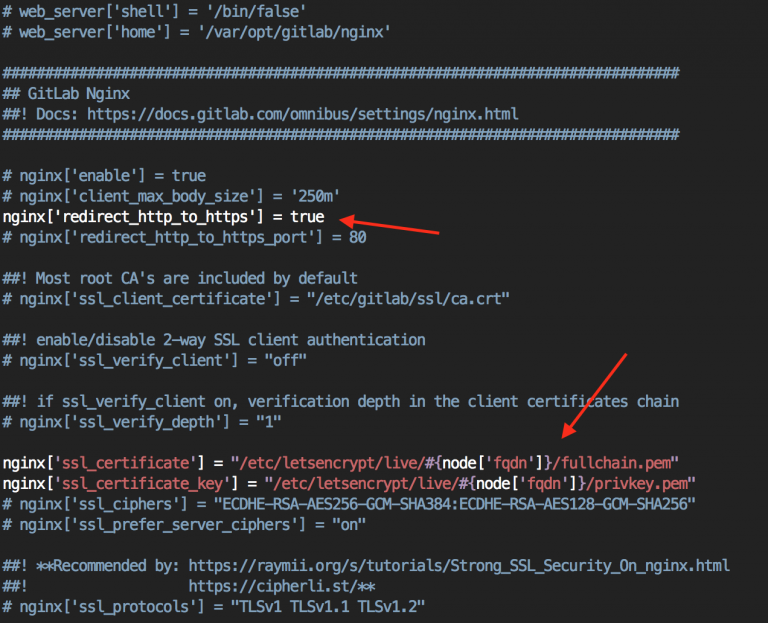 # web_server['shell'] = '/bin/false'
# web_server['home'] = '/var/opt/gitlab/nginx'
################################################################################
## GitLab Nginx
##! Docs: https://docs.gitlab.com/omnibus/settings/nginx.html
################################################################################
# nginx['enable'] = true
# nginx['client_max_body_size'] = '250m'
nginx['redirect_http_to_https'] = true
# nginx['redirect_http_to_https_port'] = 80
##! Most root CA's are included by default
# nginx['ssl_client_certificate'] = "/etc/gitlab/ssl/ca.crt"
##! enable/disable 2-way SSL client authentication
# nginx['ssl_verify_client'] = "off"
##! if ssl_verify_client on, verification depth in the client certificates chain
# nginx['ssl_verify_depth'] = "1"
nginx['ssl_certificate'] = "/etc/letsencrypt/live/#{node['fqdn']}/fullchain.pem"
nginx['ssl_certificate_key'] = "/etc/letsencrypt/live/#{node['fqdn']}/privkey.pem"
# nginx['ssl_ciphers'] = "ECDHE-RSA-AES256-GCM-SHA384:ECDHE-RSA-AES128-GCM-SHA256"
# nginx['ssl_prefer_server_ciphers'] = "on"
##! **Recommended by: https://raymii.org/s/tutorials/Strong_SSL_Security_On_nginx.html
##!                   https://cipherli.st/**
# nginx['ssl_protocols'] = "TLSv1 TLSv1.1 TLSv1.2"